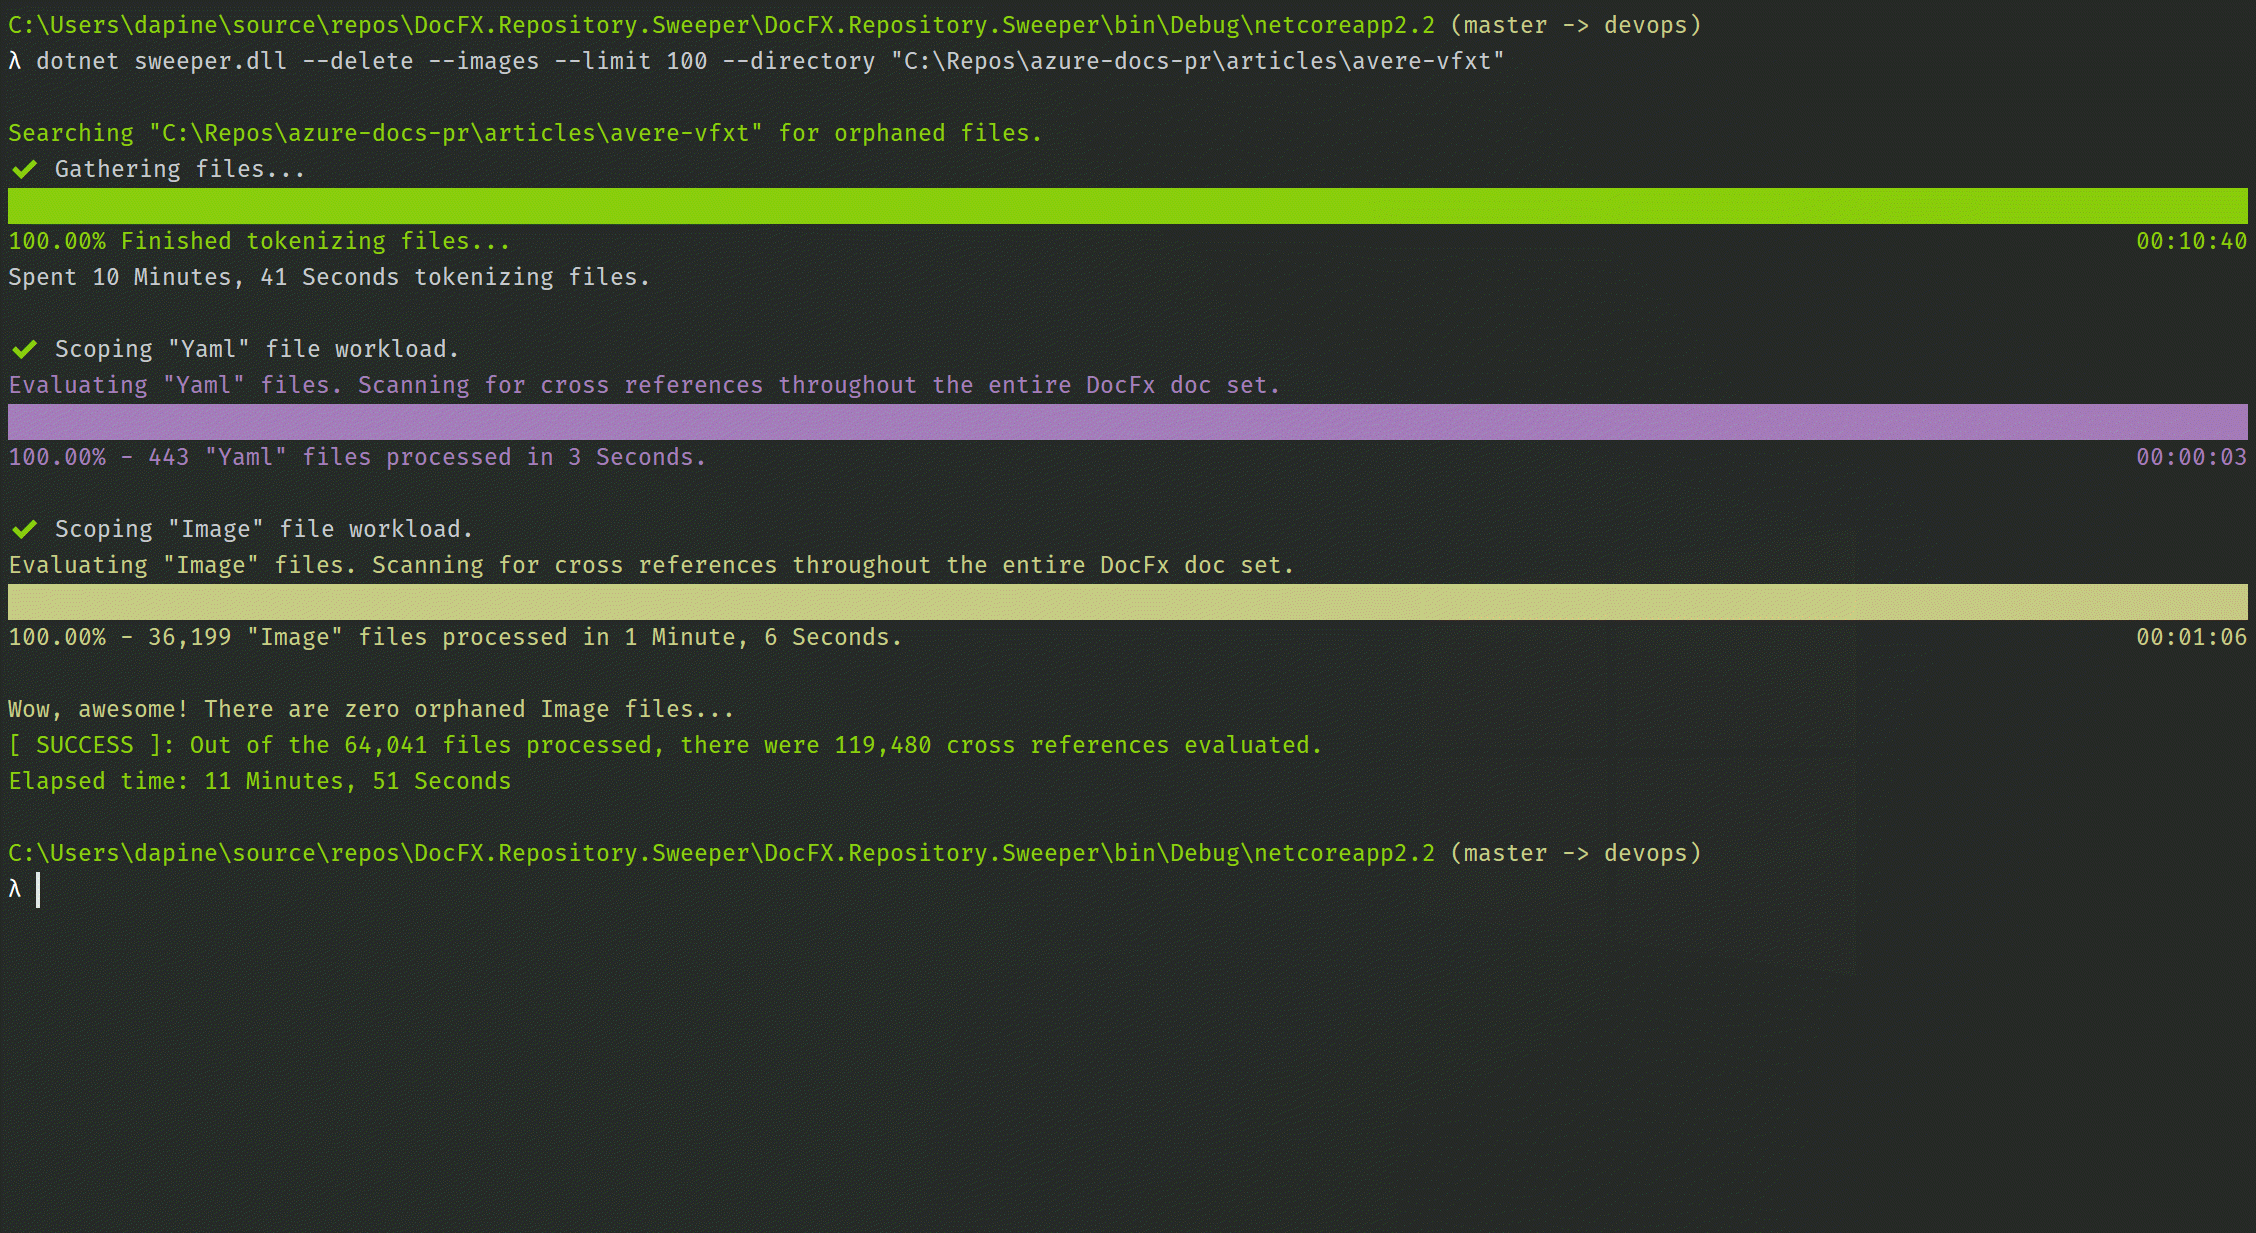 C:\Users\dapine\source\repos\DocFX.Repository.Sweeper\DocFX.Repository.Sweeper\bin\Debug\netcoreapp2.2 (master -> devops)
λ dotnet sweeper.dll --delete --images --limit 100 --directory "C:\Repos\azure-docs-pr\articles\avere-vfxt"
Searching "C:\Repos\azure-docs-pr\articles\avere-vfxt" for orphaned files.
✔ Gathering files...
100.00% Finished tokenizing files... 00:10:40
Spent 10 Minutes, 41 Seconds tokenizing files.
✔ Scoping "Yaml" file workload.
Evaluating "Yaml" files. Scanning for cross references throughout the entire DocFx doc set.
100.00% - 443 "Yaml" files processed in 3 Seconds. 00:00:03
✔ Scoping "Image" file workload.
Evaluating "Image" files. Scanning for cross references throughout the entire DocFx doc set.
100.00% - 36,199 "Image" files processed in 1 Minute, 6 Seconds. 00:01:06
Wow, awesome! There are zero orphaned Image files...
[ SUCCESS ]: Out of the 64,041 files processed, there were 119,480 cross references evaluated.
Elapsed time: 11 Minutes, 51 Seconds
C:\Users\dapine\source\repos\DocFX.Repository.Sweeper\DocFX.Repository.Sweeper\bin\Debug\netcoreapp2.2 (master -> devops)
λ